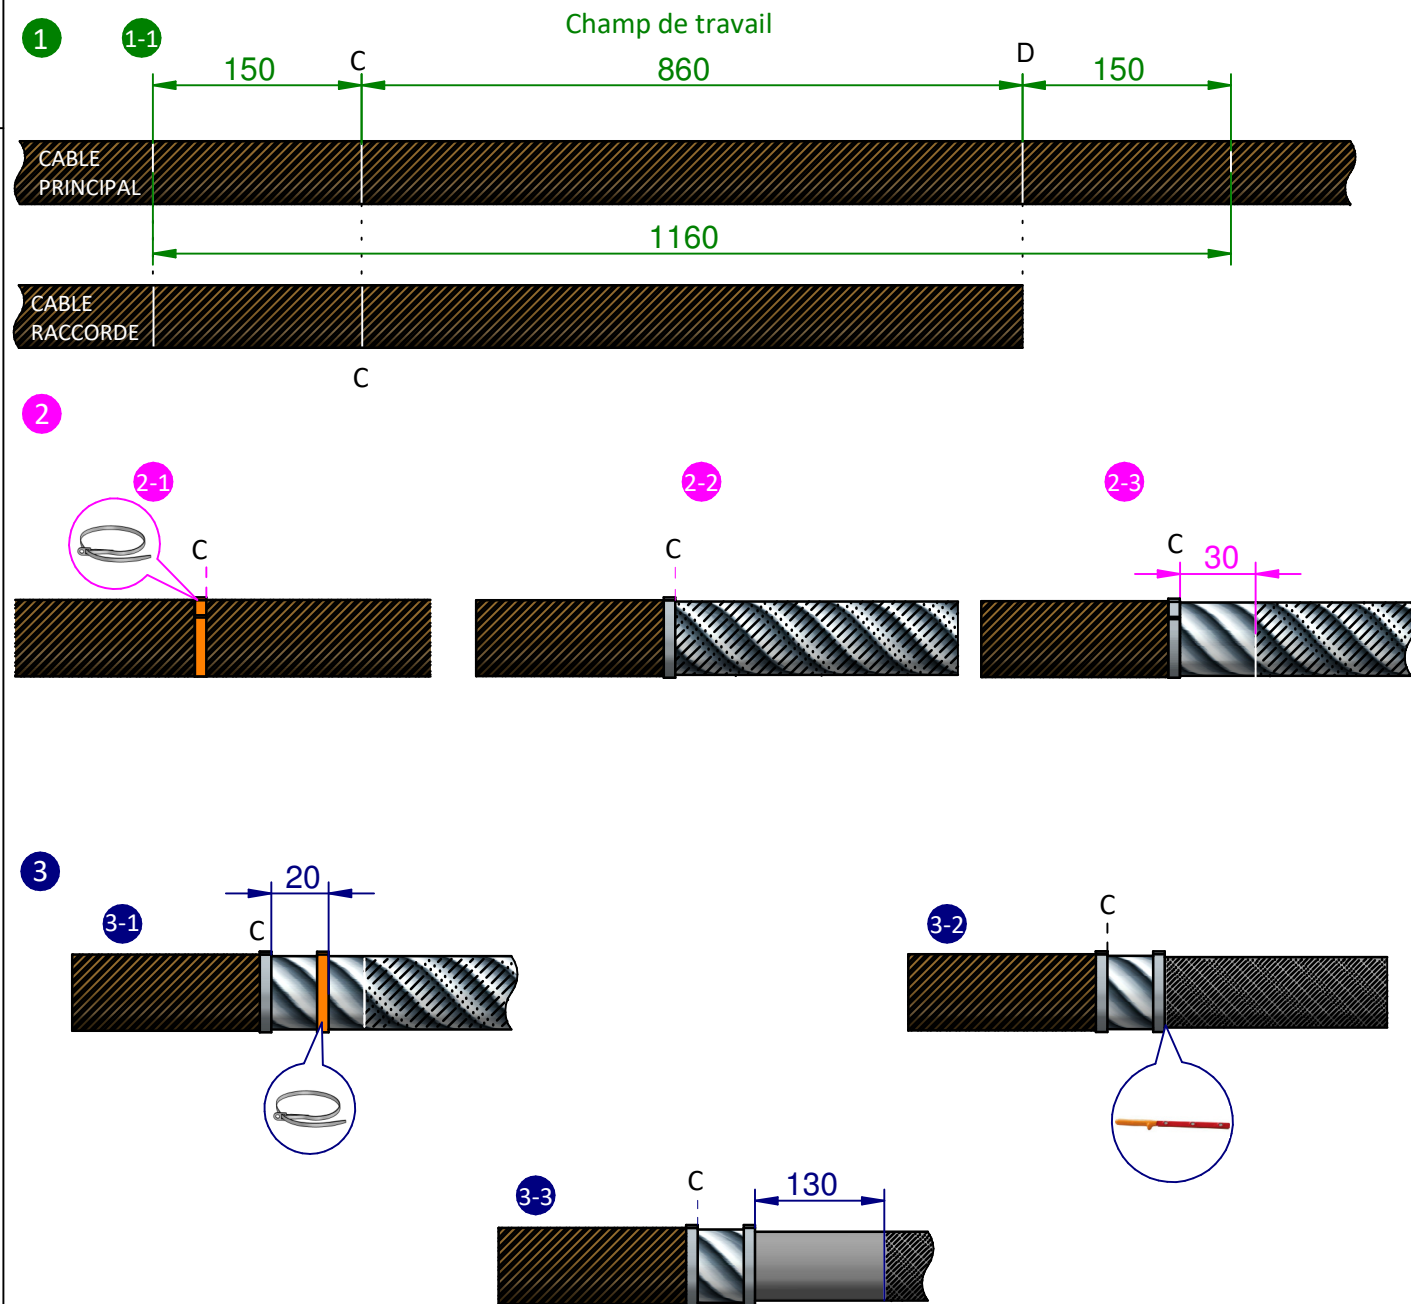 Champ de travail
1
1-1
150
C
860
D
150
CABLE
PRINCIPAL
1160
CABLE
RACCORDE
C
2
2-1
2-2
2-3
C
C
C
30
3
20
3-1
C
3-2
C
3-3
C
130